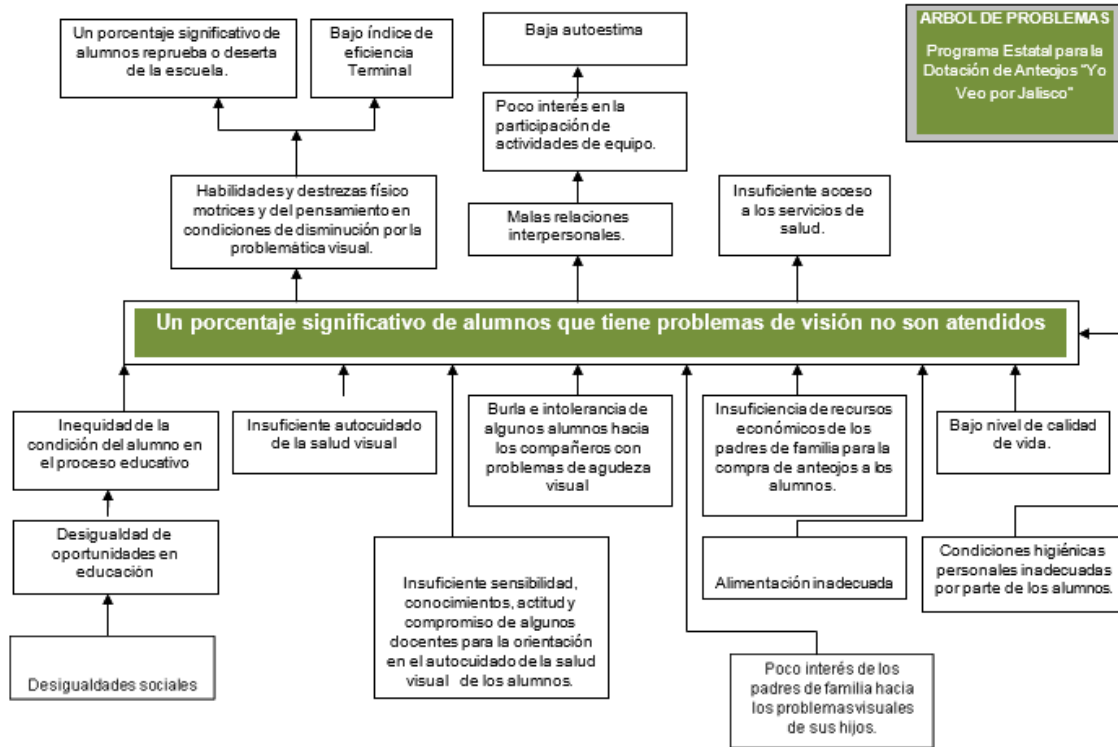 Un porcentaje significativo de
alumnos reprueba o deserta
de la escuela.
Bajo índice de
eficiencia
Terminal
Baja autoestima
ARBOL DE PROBLEMAS
Programa Estatal para la
Dotación de Anteojos "Yo
Veo por Jalisco"
Poco interés en la
participación de
actividades de equipo.
Habilidades y destrezas físico
motrices y del pensamiento en
condiciones de disminución por la
problemática visual.
Malas relaciones
interpersonales.
Insuficiente acceso
a los servicios de
salud.
Un porcentaje significativo de alumnos que tiene problemas de visión no son atendidos
Inequidad de la
condición del alumno en
el proceso educativo
Insuficiente autocuidado
de la salud visual
Burla e intolerancia de
algunos alumnos hacia
los compañeros con
problemas de agudeza
visual
Insuficiencia de recursos
económicos de los
padres de familia para la
compra de anteojos a los
alumnos.
Bajo nivel de calidad
de vida.
Desigualdad de
oportunidades en
educación
Insuficiente sensibilidad,
conocimientos, actitud y
compromiso de algunos
docentes para la orientación
en el autocuidado de la salud
visual de los alumnos.
Alimentación inadecuada
Condiciones higiénicas
personales inadecuadas
por parte de los alumnos.
Desigualdades sociales
Poco interés de los
padres de familia hacia
los problemas visuales
de sus hijos.